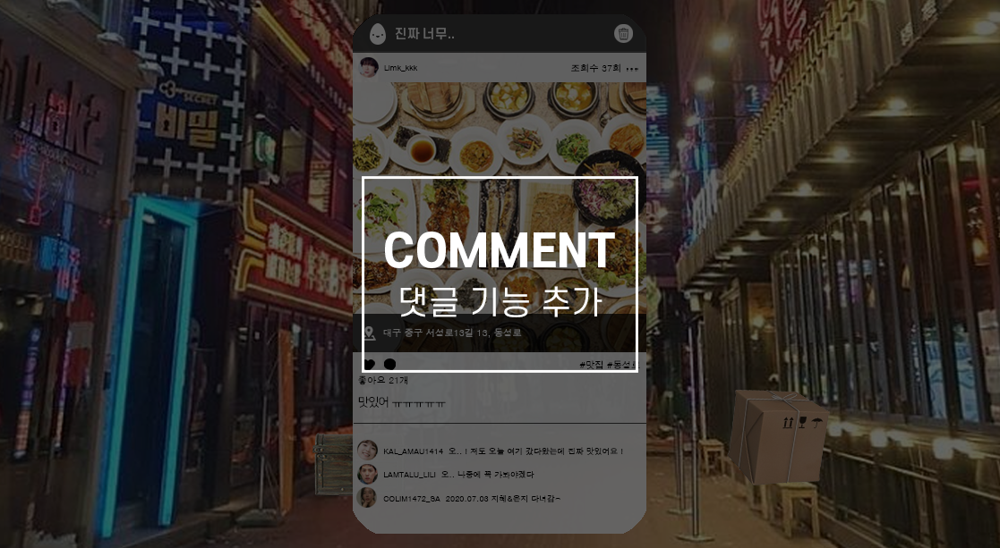 진짜 너무..
Limk_kkk
조회수 37회
SECRET
비밀
COMMENT
댓글 기능 추가
대구 중구 서성로13길 13, 동성로
#맛집 #동성로
좋아요 21개
맛있어 ㅠㅠㅠㅠㅠ
KAL_AMAU1414 오.. ! 저도 오늘 여기 갔다왔는데 진짜 맛있어요 !
LAMTALU_LILI 오.. 나중에 꼭 가봐야겠다
COLIM1472_SA 2020.07.03 지혜&은지 다녀감~